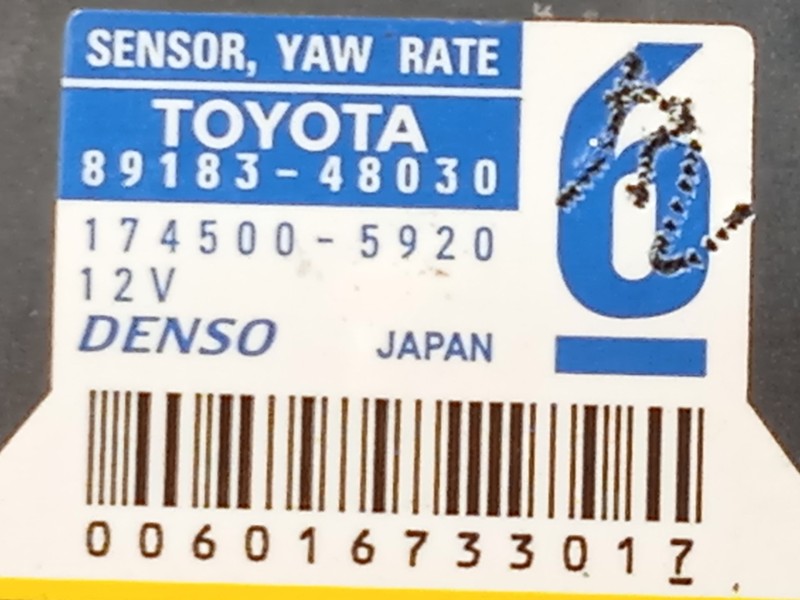 SENSOR, YAW RATE
TOYOTA
89183-48030
174500-5920
12V
DENSO JAPAN
6
006016733017